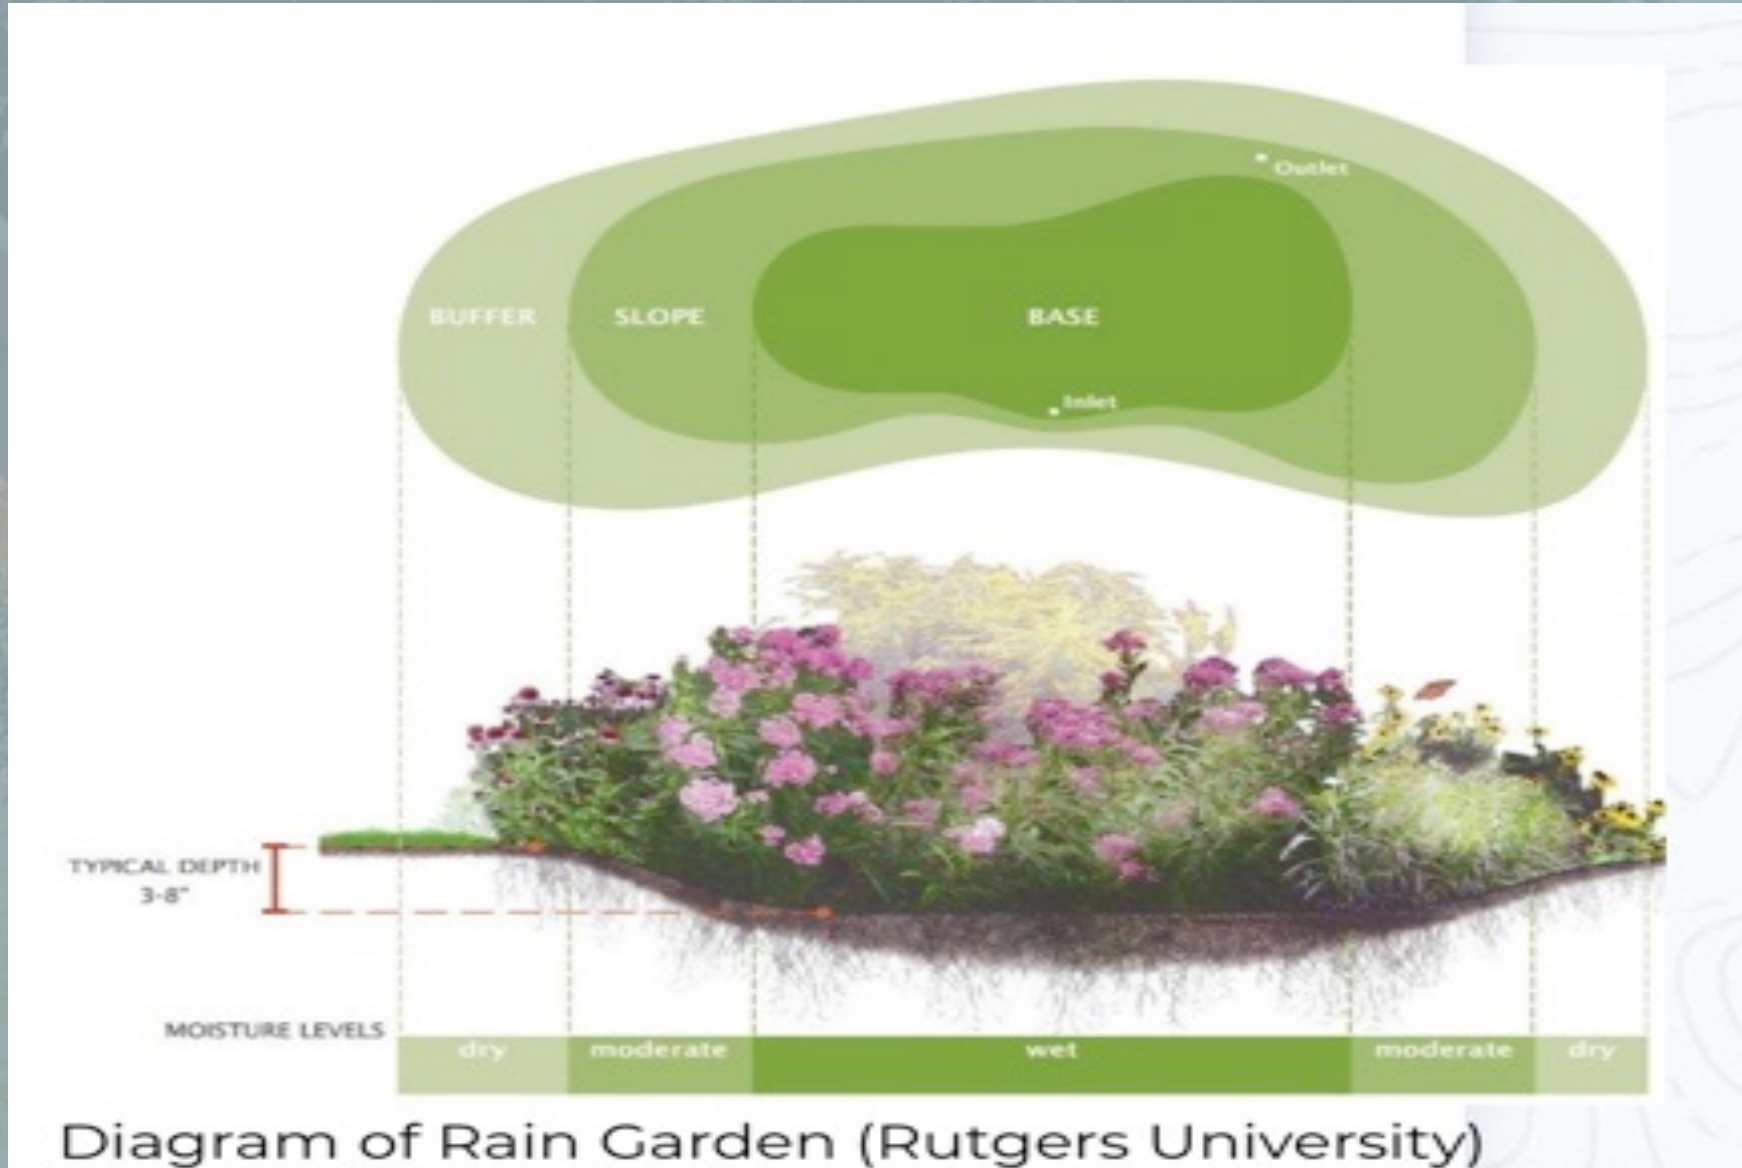 Outlet
BUFFER SLOPE BASE
Inlet
TYPICAL DEPTH
3-8"
MOISTURE LEVELS
dry moderate wet moderate dry
Diagram of Rain Garden (Rutgers University)